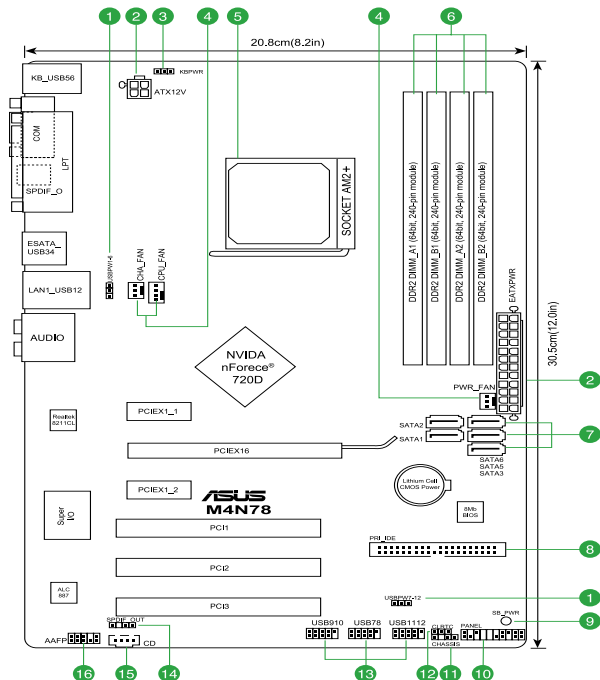 1
2
3
4
5
4
6
20.8cm(8.2in)
KB_USB56
KBPWR
ATX12V
COM
LPT
SPDIF_O
SOCKET AM2+
DDR2 DIMM_A1 (64bit, 240-pin module)
DDR2 DIMM_B1 (64bit, 240-pin module)
DDR2 DIMM_A2 (64bit, 240-pin module)
DDR2 DIMM_B2 (64bit, 240-pin module)
ESATA_
USB34
USBPW1-6
CHA_FAN
CPU_FAN
EATXPWR
30.5cm(12.0in)
LAN1_USB12
4
AUDIO
NVIDA
nForece®
720D
PWR_FAN
2
Realtek
8211CL
PCIEX1_1
SATA2
SATA1
7
PCIEX16
SATA6
SATA5
SATA3
Lithium Cell
CMOS Power
PCIEX1_2
ASUS
M4N78
Super
I/O
8Mb
BIOS
PCI1
PRI_IDE
8
PCI2
ALC
887
USBPW7-12
1
PCI3
SB_PWR
9
SPDIF_OUT
AAFP
CD
USB910
USB78
USB1112
CLRTC
CHASSIS
PANEL
16
15
14
13
12
11
10